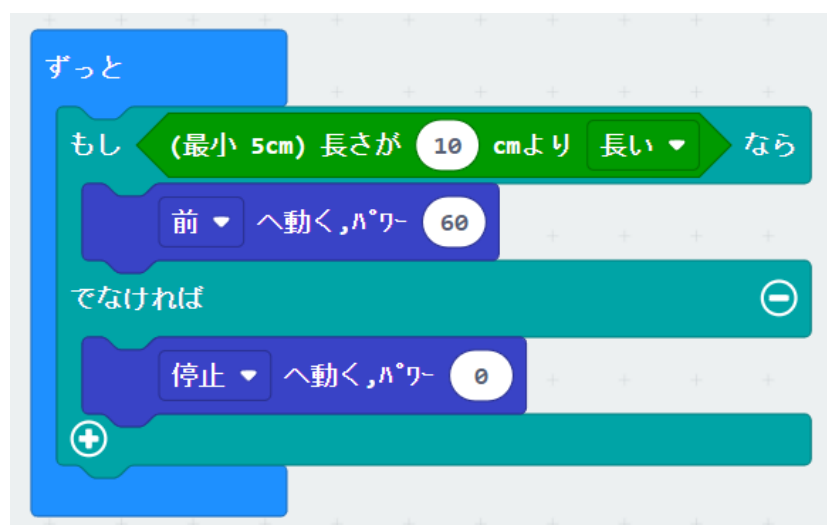 ずっと
もし (最小 5cm) 長さが 10 cmより 長い なら
前 へ動く,ﾊﾟﾜｰ 60
でなければ
停止 へ動く,ﾊﾟﾜｰ 0